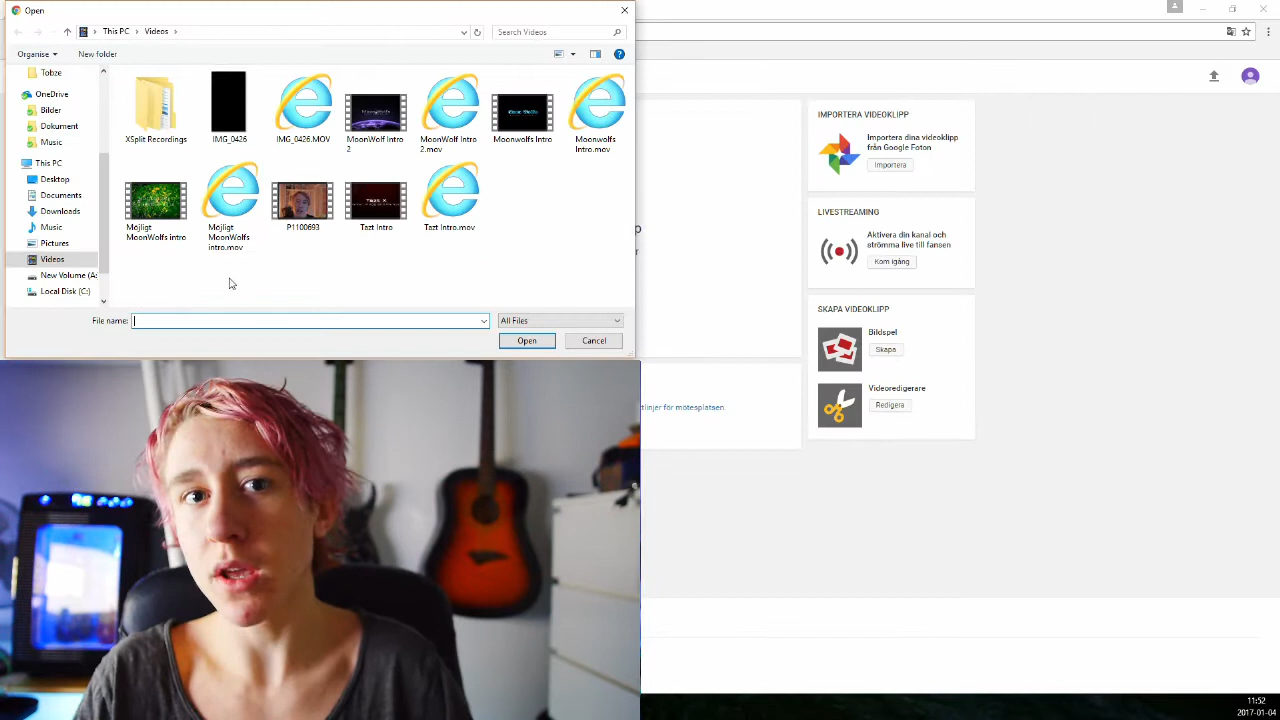 Open
This PC
Videos
Search Videos
Organise
New folder
Tobze
OneDrive
Bilder
Dokument
Music
This PC
Desktop
Documents
Downloads
Music
Pictures
Videos
New Volume (A:
Local Disk (C:)
XSplit Recordings
IMG_0426
IMG_0426.MOV
MoonWolf Intro
2
MoonWolf Intro
2.mov
Moonwolfs Intro
Moonwolfs
Intro.mov
Möjligt
MoonWolfs intro
Möjligt
MoonWolfs
intro.mov
P1100693
Tazt Intro
Tazt Intro.mov
File name:
All Files
Open
Cancel
IMPORTERA VIDEOKLIPP
Importera dina videoklipp
från Google Foton
Importera
LIVESTREAMING
Aktivera din kanal och
strömma live till fansen
Kom igång
SKAPA VIDEOKLIPP
Bildspel
Skapa
Videoredigerare
Redigera
tlinjer för mötesplatsen
11:52
2017-01-04